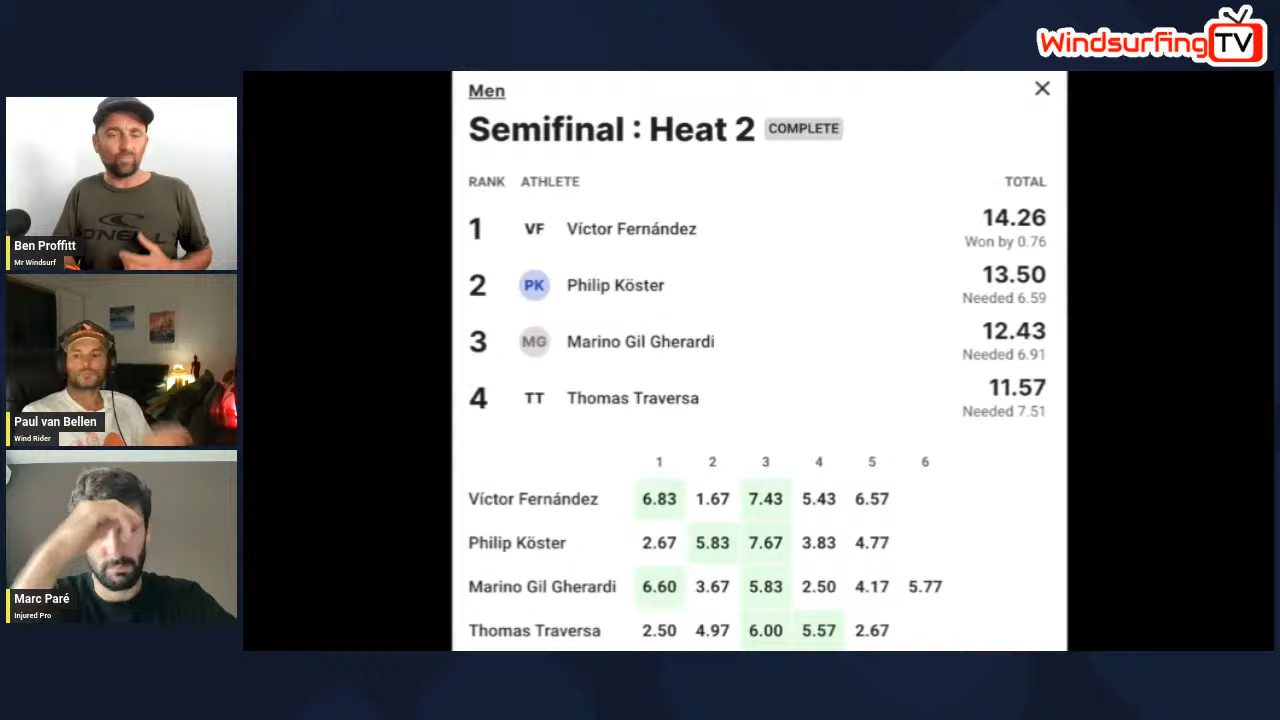 Windsurfing TV
Men
Semifinal : Heat 2 COMPLETE
RANK ATHLETE TOTAL
1 VF Víctor Fernández 14.26
Won by 0.76
2 PK Philip Köster 13.50
Needed 6.59
3 MG Marino Gil Gherardi 12.43
Needed 6.91
4 TT Thomas Traversa 11.57
Needed 7.51
1 2 3 4 5 6
Víctor Fernández 6.83 1.67 7.43 5.43 6.57
Philip Köster 2.67 5.83 7.67 3.83 4.77
Marino Gil Gherardi 6.60 3.67 5.83 2.50 4.17 5.77
Thomas Traversa 2.50 4.97 6.00 5.57 2.67
Ben Proffitt
Mr Windsurf
Paul van Bellen
Wind Rider
Marc Paré
Injured Pro